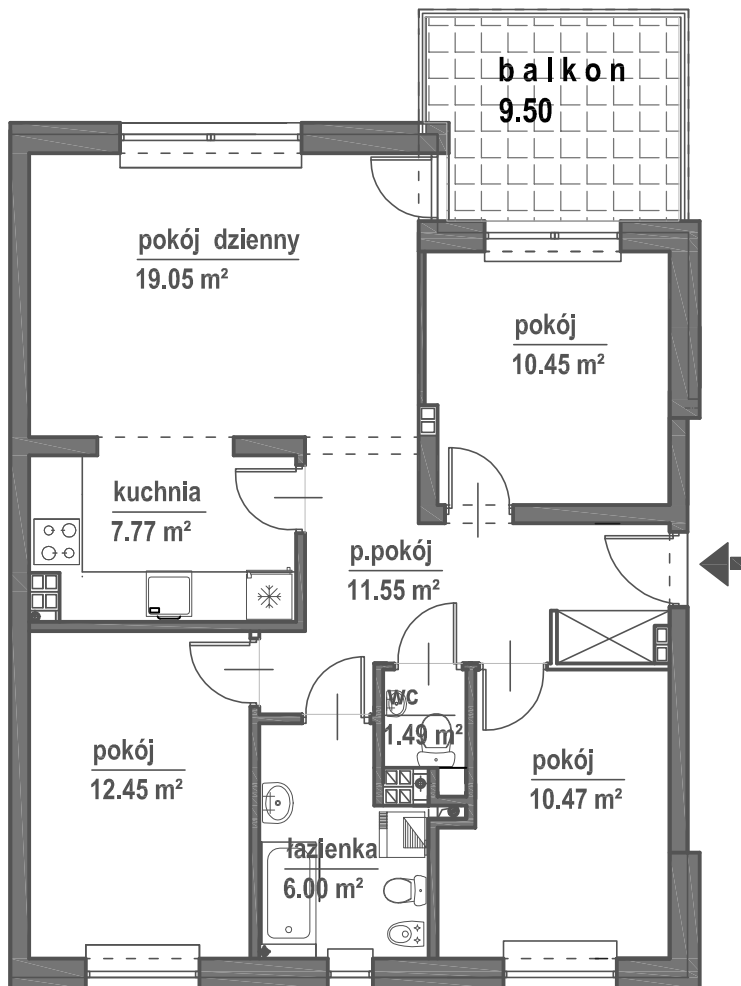 balkon
9.50
pokój dzienny
19.05 m²
pokój
10.45 m²
kuchnia
7.77 m²
p.pokój
11.55 m²
wc
1.49 m²
pokój
12.45 m²
pokój
10.47 m²
łazienka
6.00 m²